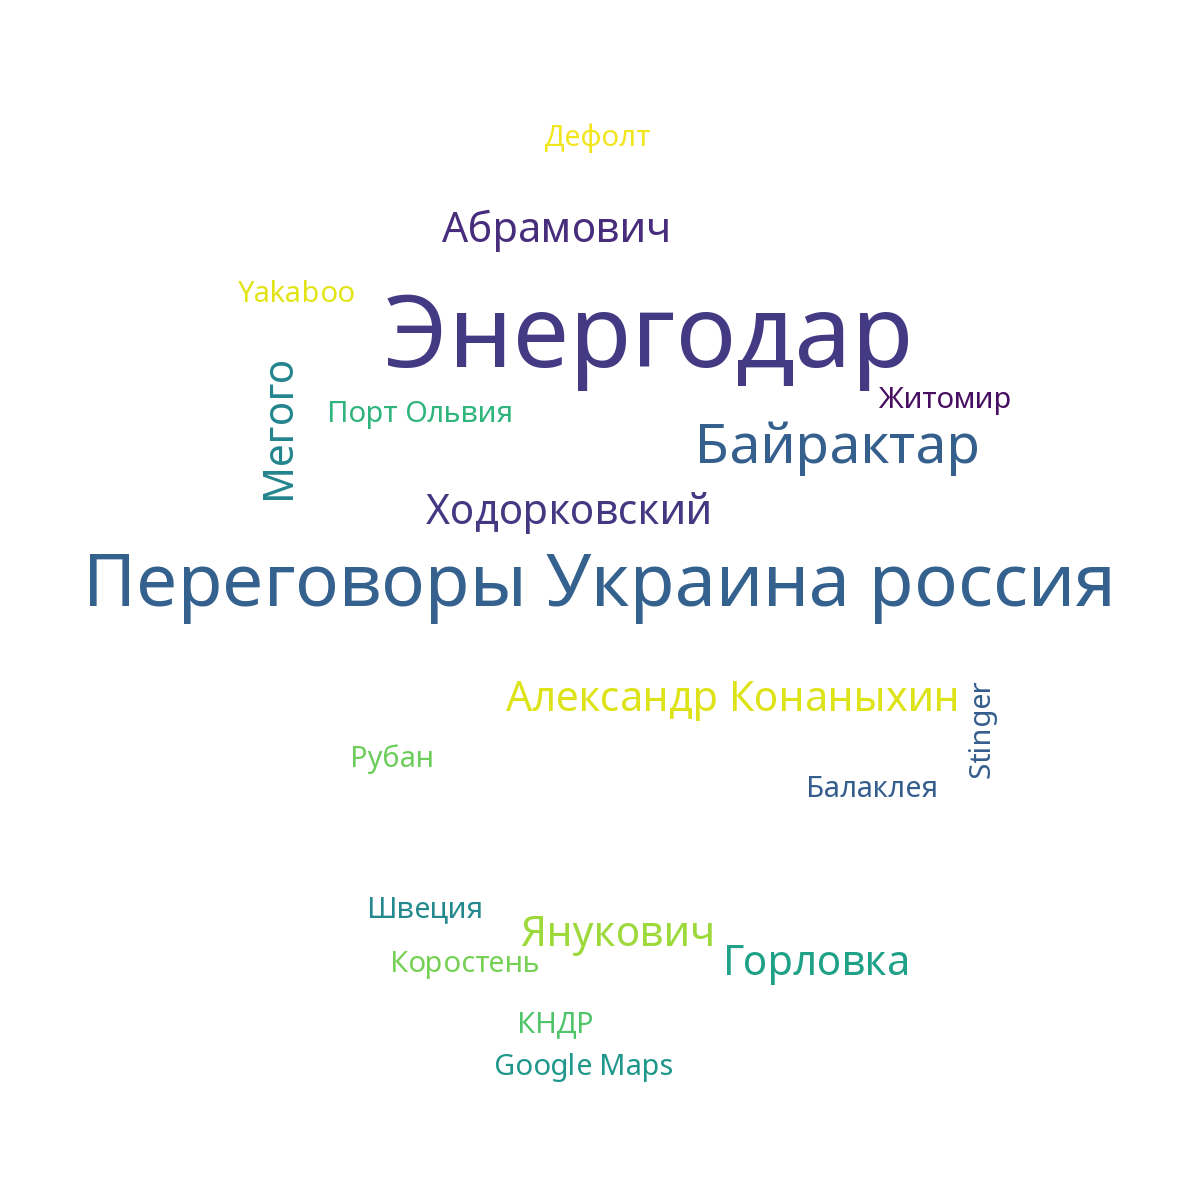 Дефолт
Абрамович
Yakaboo
Энергодар
Мегого
Порт Ольвия
Житомир
Байрактар
Ходорковский
Переговоры Украина россия
Александр Конаныхин
Stinger
Рубан
Балаклея
Швеция
Янукович
Коростень
Горловка
КНДР
Google Maps